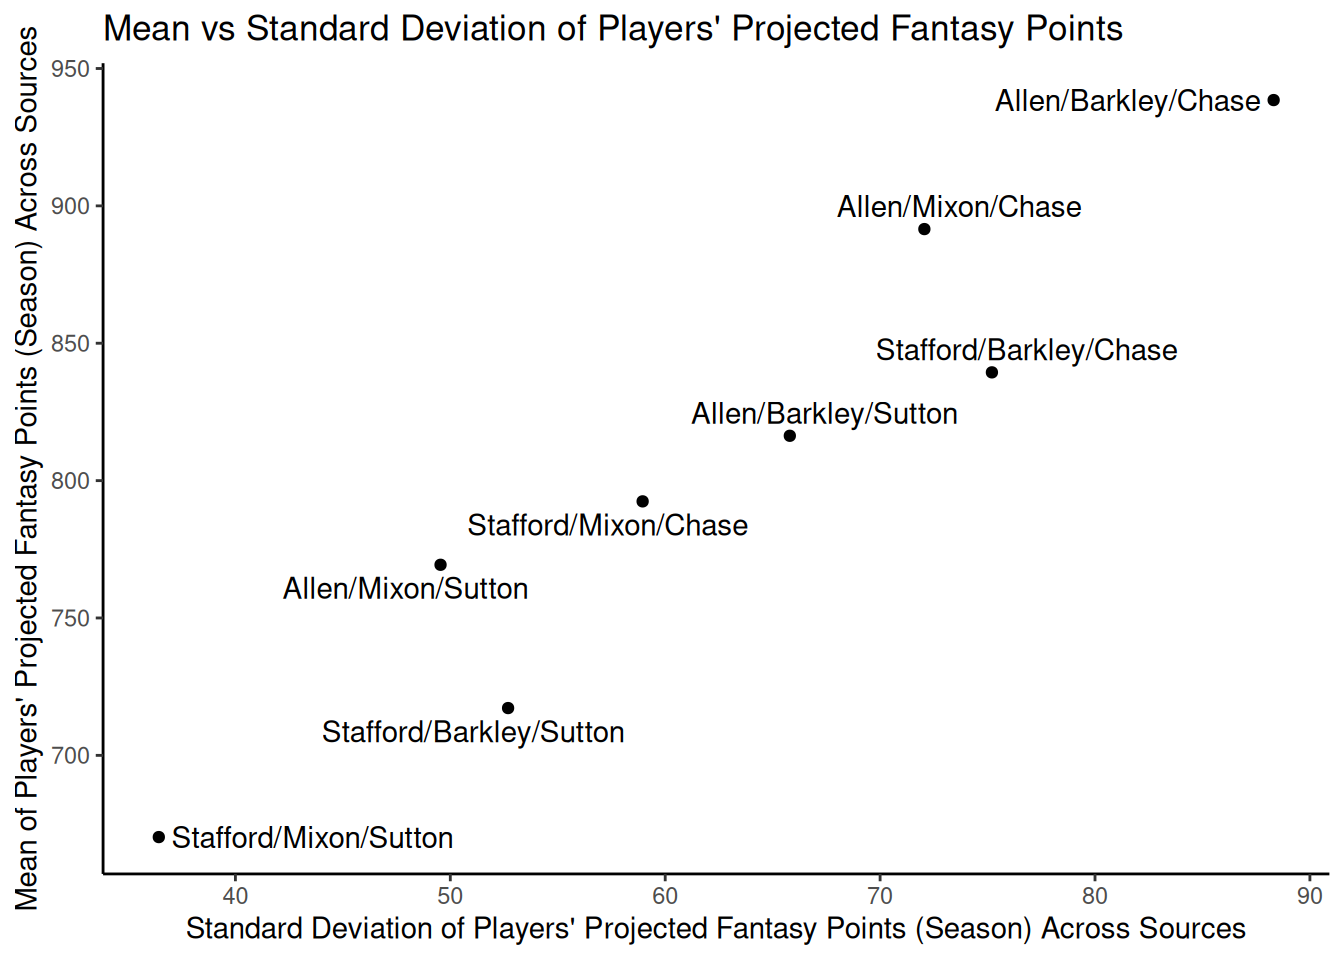 Mean vs Standard Deviation of Players' Projected Fantasy Points
Mean of Players' Projected Fantasy Points (Season) Across Sources
950
900
850
800
750
700
Allen/Barkley/Chase
Allen/Mixon/Chase
Stafford/Barkley/Chase
Allen/Barkley/Sutton
Stafford/Mixon/Chase
Allen/Mixon/Sutton
Stafford/Barkley/Sutton
Stafford/Mixon/Sutton
40 50 60 70 80 90
Standard Deviation of Players' Projected Fantasy Points (Season) Across Sources